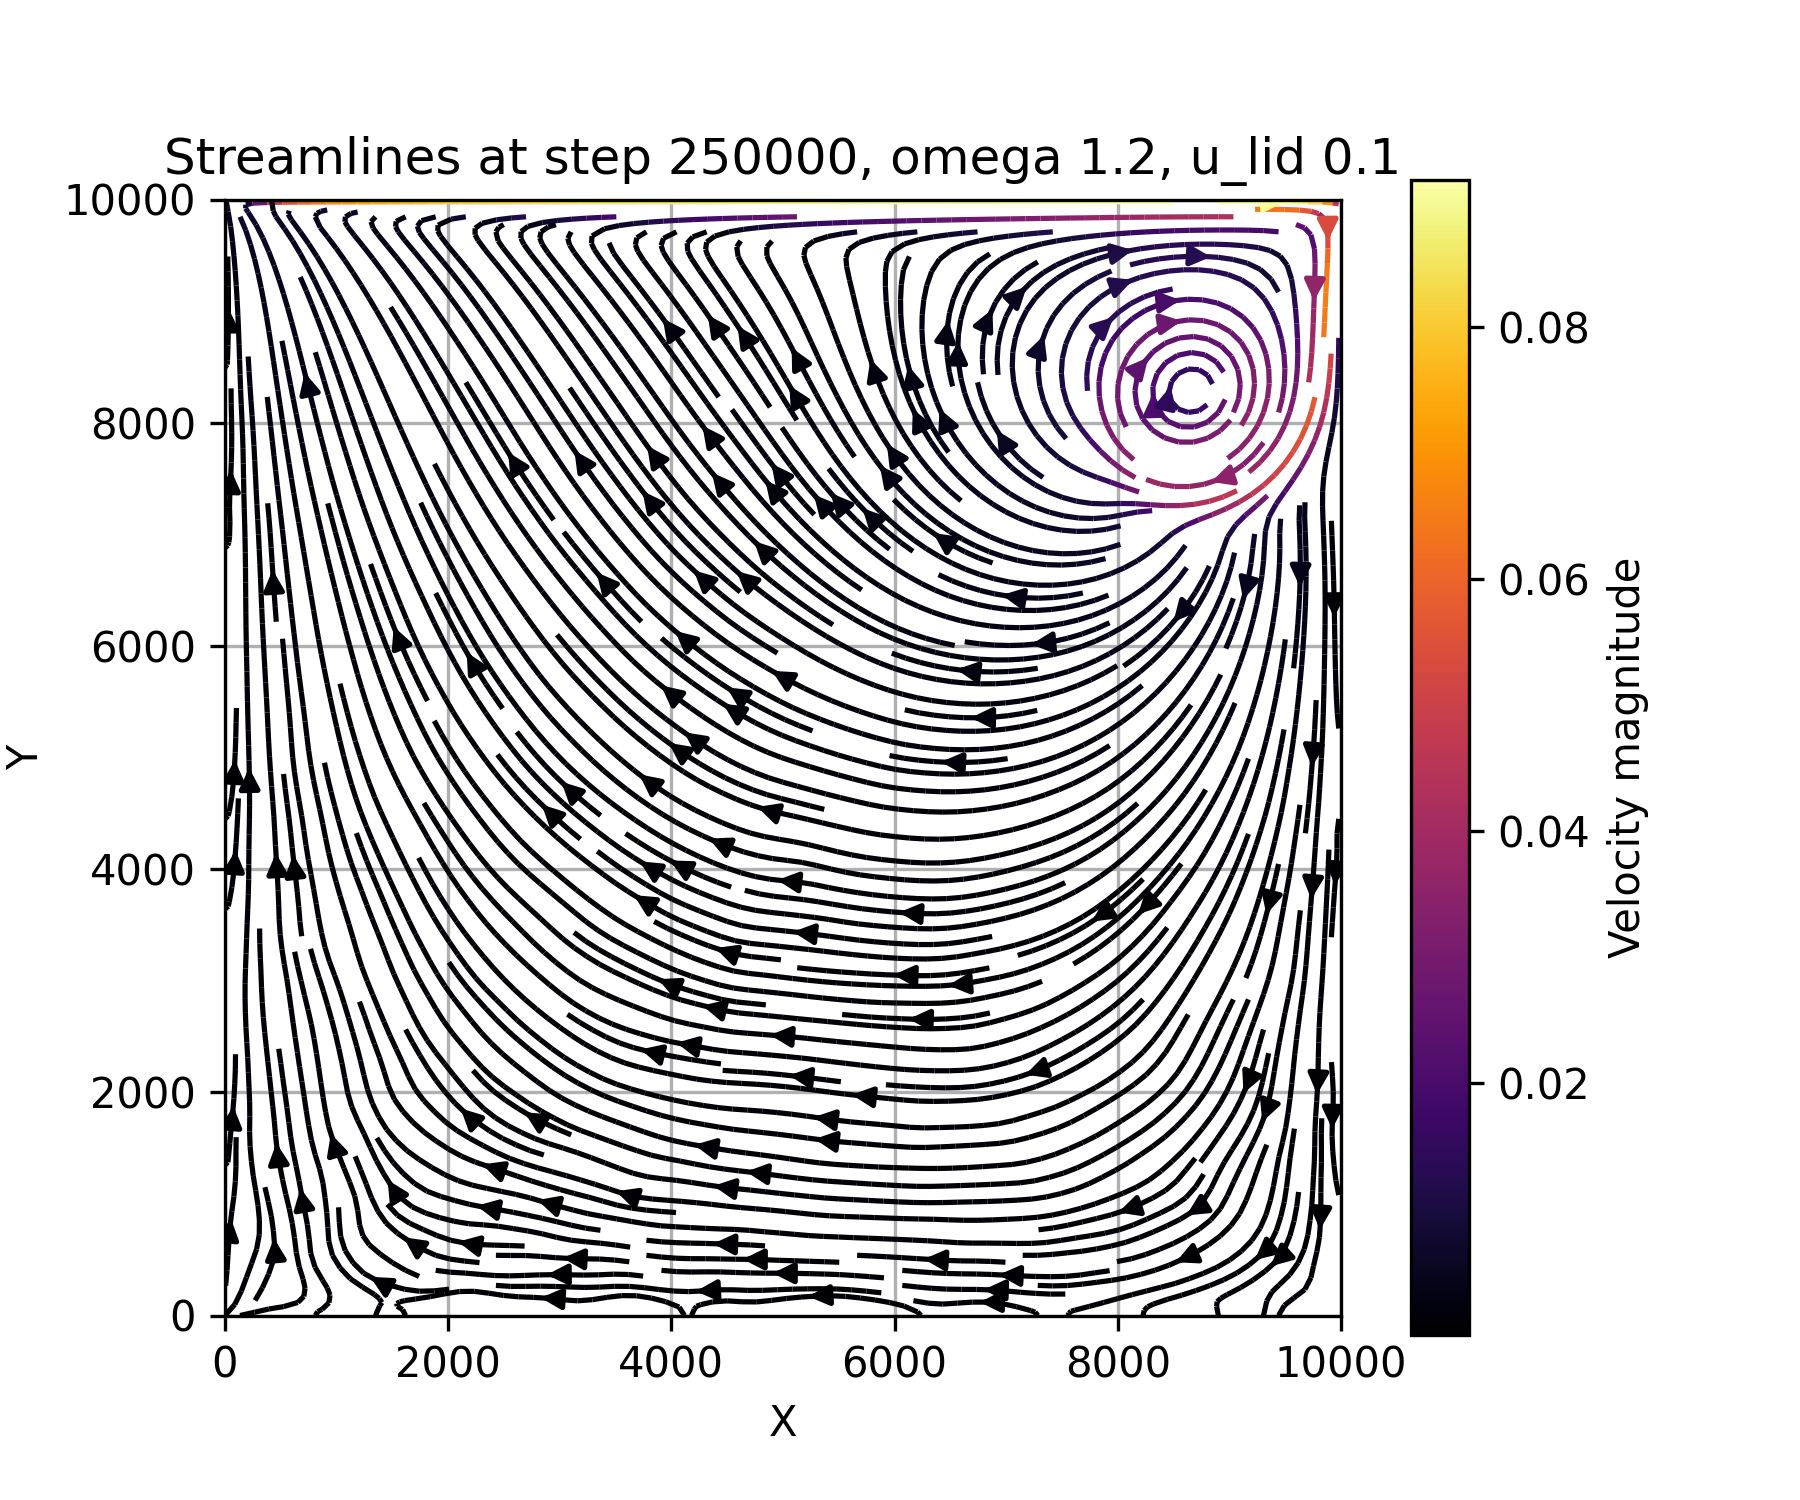 Streamlines at step 250000, omega 1.2, u_lid 0.1
10000
8000
6000
4000
2000
0
Y
0 2000 4000 6000 8000 10000
X
0.08
0.06
0.04
0.02
Velocity magnitude